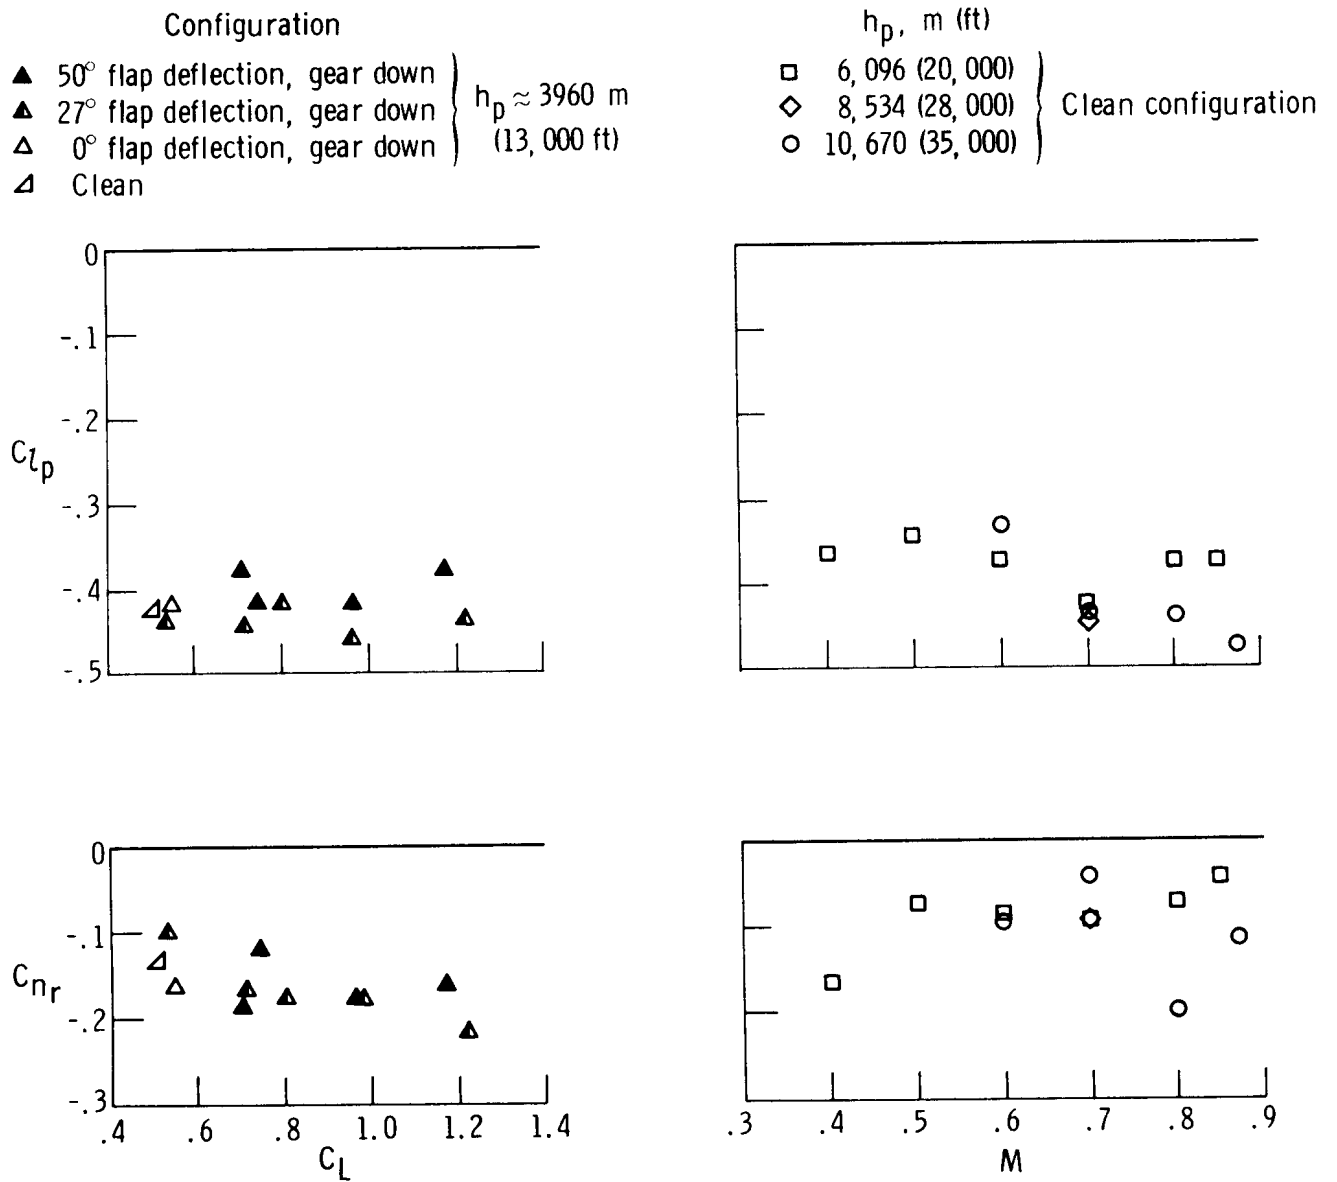 Configuration
50° flap deflection, gear down
27° flap deflection, gear down
0° flap deflection, gear down
Clean
h_p ≈ 3960 m
(13,000 ft)
h_p, m (ft)
6,096 (20,000)
8,534 (28,000)
10,670 (35,000)
Clean configuration
0
-.1
-.2
-.3
-.4
-.5
C_l_p
0
-.1
-.2
-.3
C_n_r
.4 .6 .8 1.0 1.2 1.4
C_L
.3 .4 .5 .6 .7 .8 .9
M